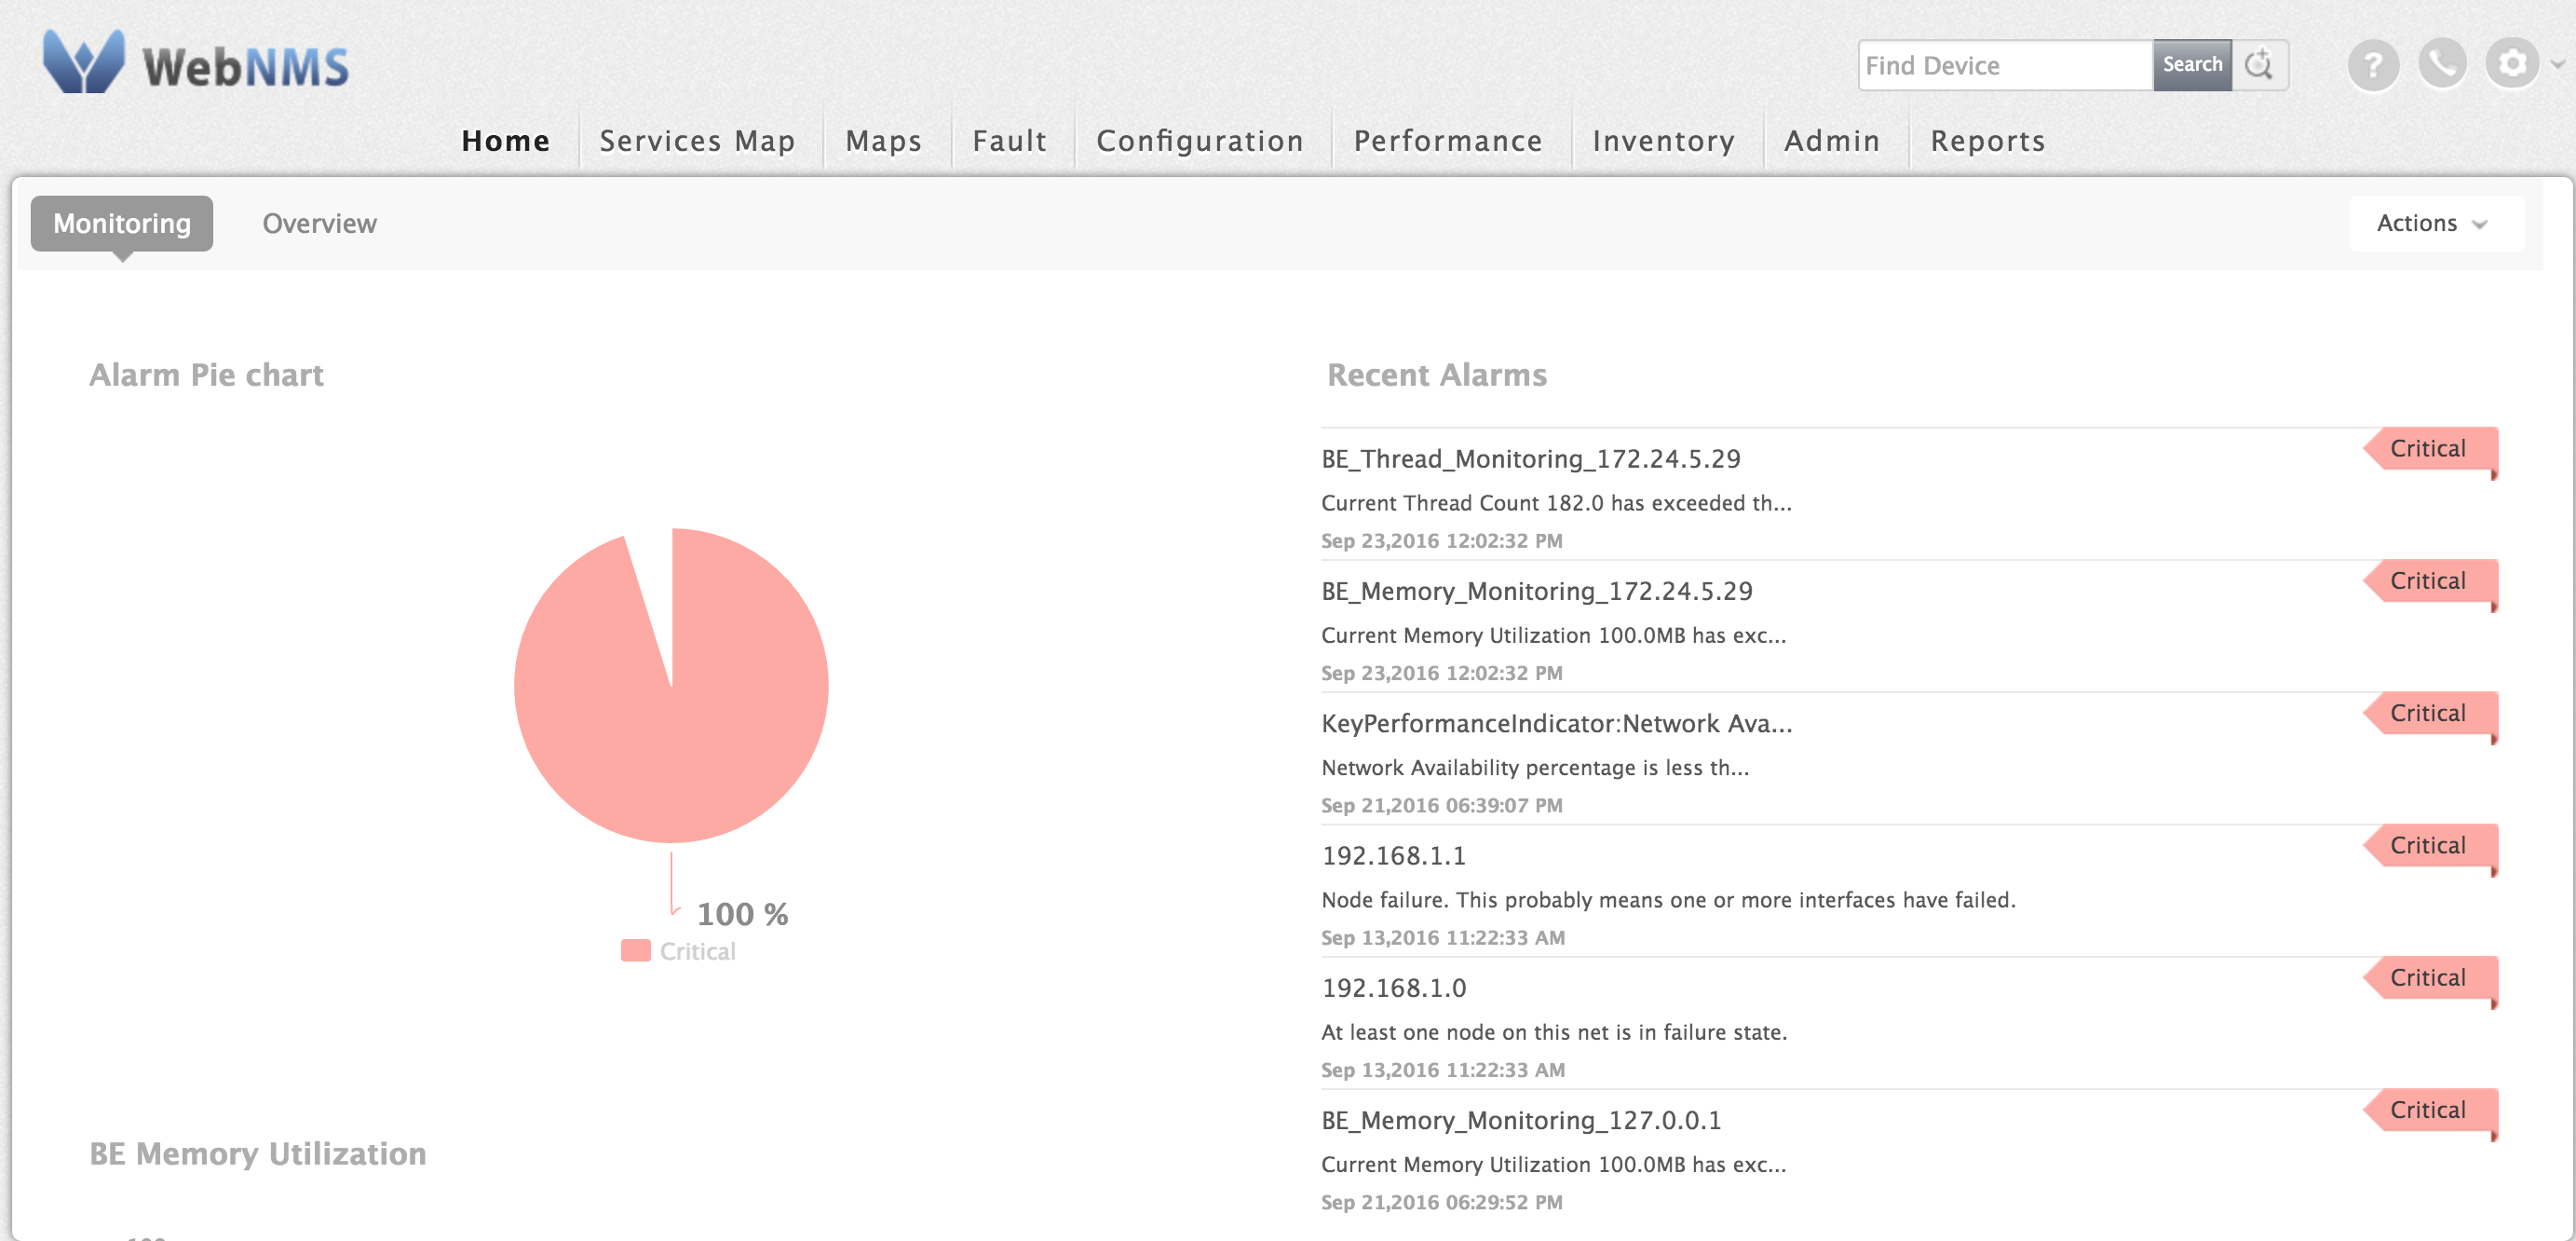 WebNMS
Find Device
Search
?
Home
Services Map
Maps
Fault
Configuration
Performance
Inventory
Admin
Reports
Monitoring
Overview
Actions
Alarm Pie chart
100 %
Critical
BE Memory Utilization
Recent Alarms
BE_Thread_Monitoring_172.24.5.29
Critical
Current Thread Count 182.0 has exceeded th...
Sep 23,2016 12:02:32 PM
BE_Memory_Monitoring_172.24.5.29
Critical
Current Memory Utilization 100.0MB has exc...
Sep 23,2016 12:02:32 PM
KeyPerformanceIndicator:Network Ava...
Critical
Network Availability percentage is less th...
Sep 21,2016 06:39:07 PM
192.168.1.1
Critical
Node failure. This probably means one or more interfaces have failed.
Sep 13,2016 11:22:33 AM
192.168.1.0
Critical
At least one node on this net is in failure state.
Sep 13,2016 11:22:33 AM
BE_Memory_Monitoring_127.0.0.1
Critical
Current Memory Utilization 100.0MB has exc...
Sep 21,2016 06:29:52 PM